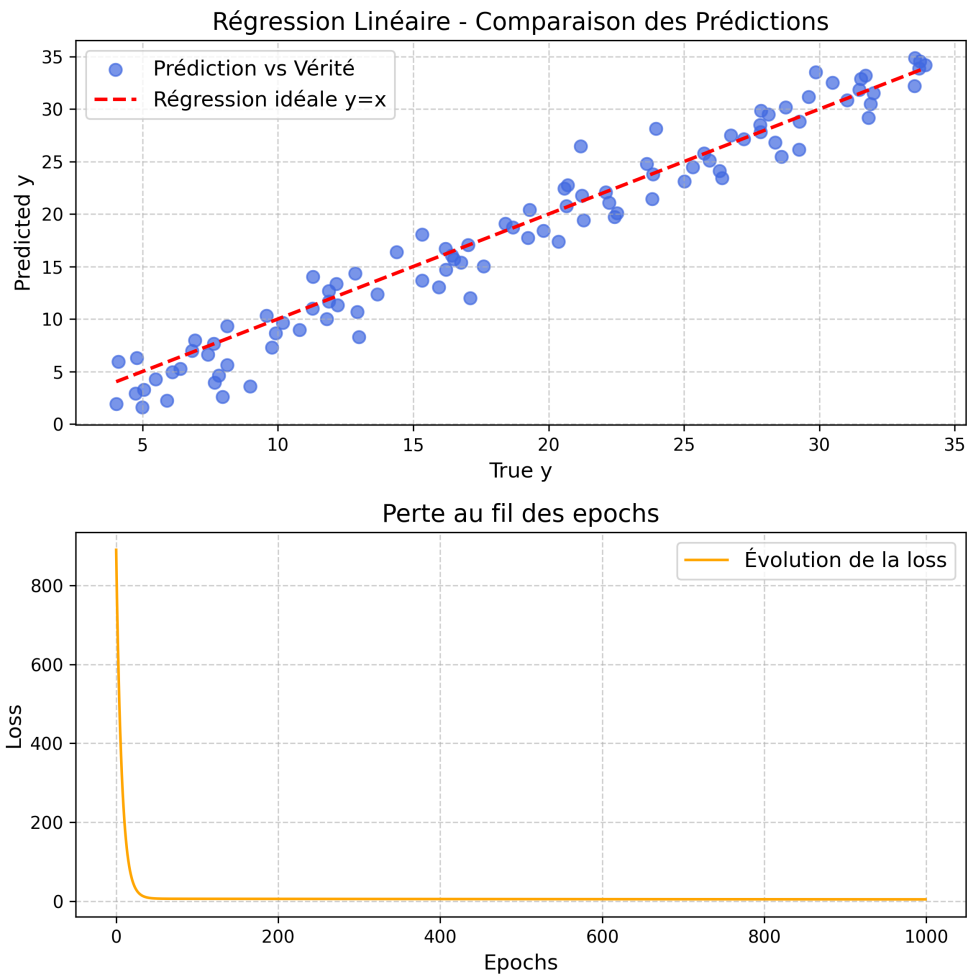 Régression Linéaire - Comparaison des Prédictions
35
Prédiction vs Vérité
30
Régression idéale y=x
25
20
15
10
5
0
Predicted y
5
10
15
20
25
30
35
True y
Perte au fil des epochs
Évolution de la loss
800
600
400
200
0
Loss
0
200
400
600
800
1000
Epochs